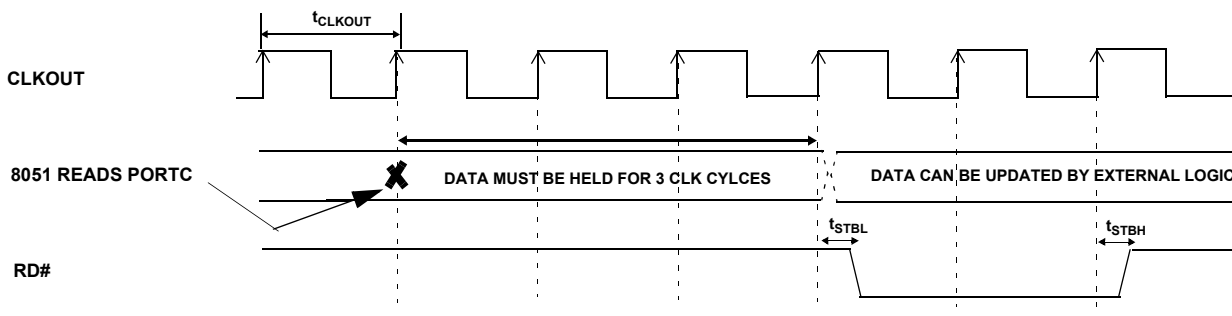 tCLKOUT
CLKOUT
8051 READS PORTC
DATA MUST BE HELD FOR 3 CLK CYLCES
DATA CAN BE UPDATED BY EXTERNAL LOGIC
tSTBL
tSTBH
RD#